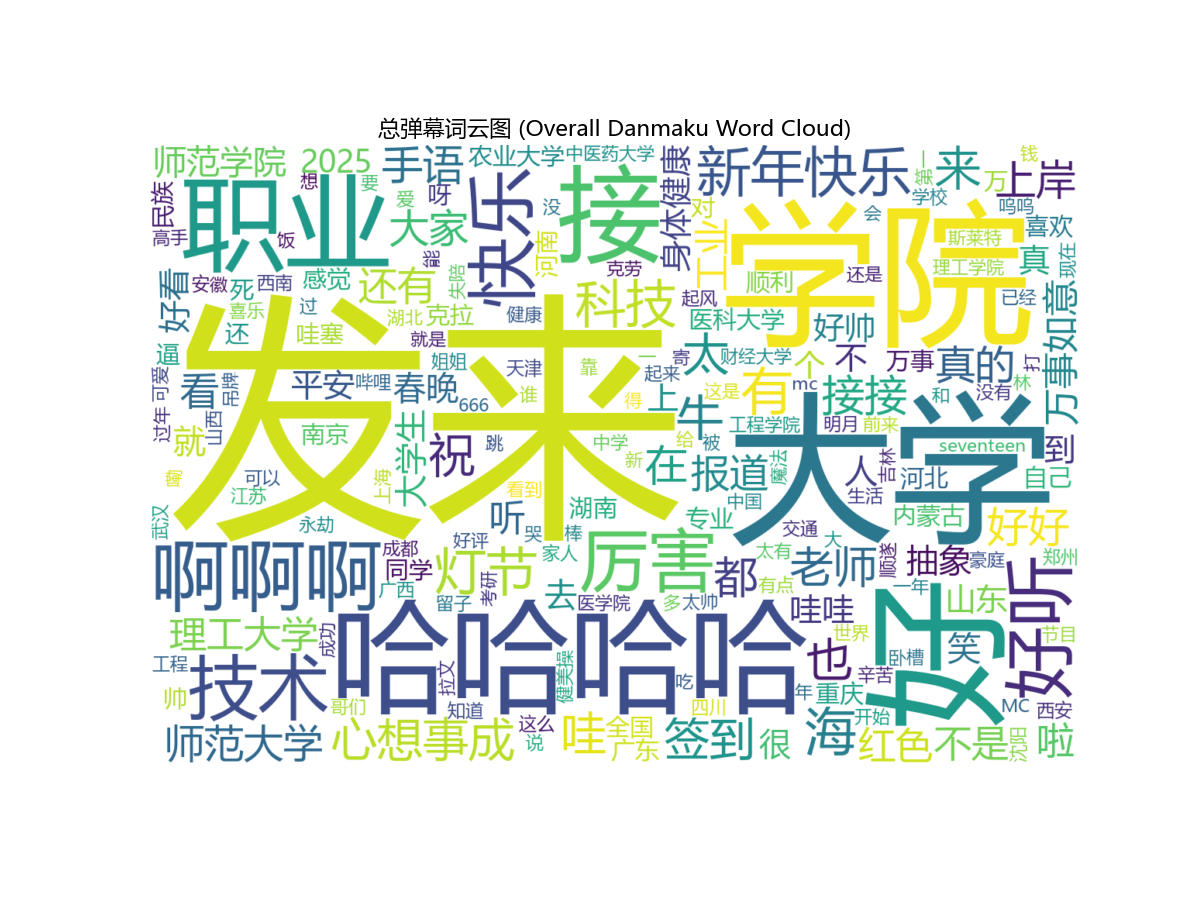 总弹幕词云图 (Overall Danmaku Word Cloud)
师范学院
2025
想
要
手语
农业大学
中医药大学
身体健康
新年快乐
第一
来
万
钱
上岸
民族
高手
职业
饭
爱
大家
呀
能
快乐
没
河南
接
克劳
对
工业
学院
会
学校
呜呜
喜欢
斯莱特
真
现在
理工学院
已经
好看
安徽
死
西南
感觉
还有
失陪
喜乐
还
过
哇塞
湖北
克拉
健康
科技
起风
顺利
还是
医科大学
好帅
万事如意
逼
就是
姐姐
天津
靠
一
寄
太
财经大学
个
不
万事
真的
打
可爱
过年
看
吊牌
平安
哔哩
春晚
发来
谁
起来
得
这是
有
mc
接接
没有
和
林
山西
就
南京
大学生
666
祝
跳
中学
上
牛
给
被
工程学院
大学
明月
前来
seventeen
到
嘞
可以
江苏
上海
看到
新
在
报道
魔法
人
吉林
河北
自己
生活
中国
武汉
永劫
听
湖南
专业
内蒙古
好好
哭
棒
交通
大
啊啊啊
成都
同学
好评
灯节
家人
厉害
都
太有
有点
老师
顺遂
抽象
豪庭
郑州
广西
留子
考研
去
医学院
多
太帅
哇哇
一年
好
山东
好听
理工大学
成功
哈哈哈哈
世界
也
卧槽
笑
节目
工程
技术
拉文
健美操
吃
辛苦
帅
哥们
知道
这么
四川
年
重庆
MC
西安
师范大学
心想事成
说
哇
全国
广东
签到
很
海
开始
红色
不是
沈阳
啦